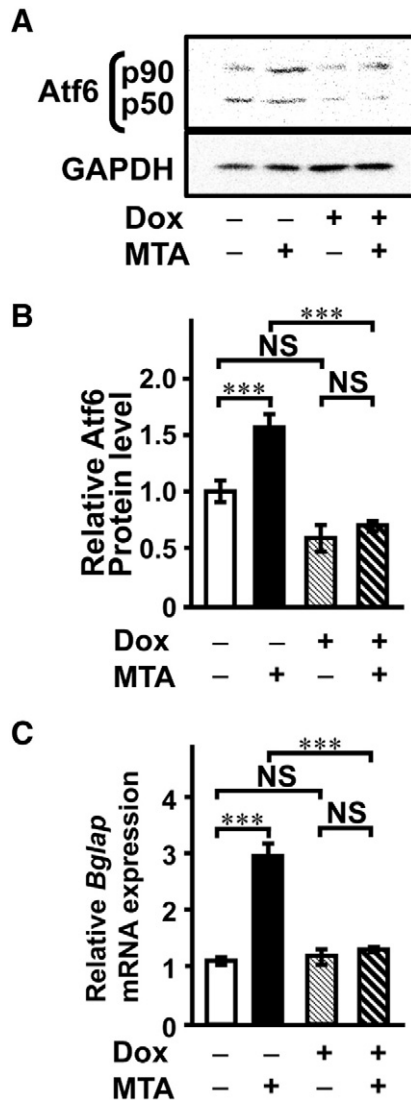 A
Atf6
p90
p50
GAPDH
Dox – – + +
MTA – + – +
B
***
NS
*** NS
Relative Atf6
Protein level
2.0
1.5
1.0
0.5
0
Dox – – + +
MTA – + – +
C
***
NS
*** NS
Relative Bglap
mRNA expression
4
3
2
1
0
Dox – – + +
MTA – + – +